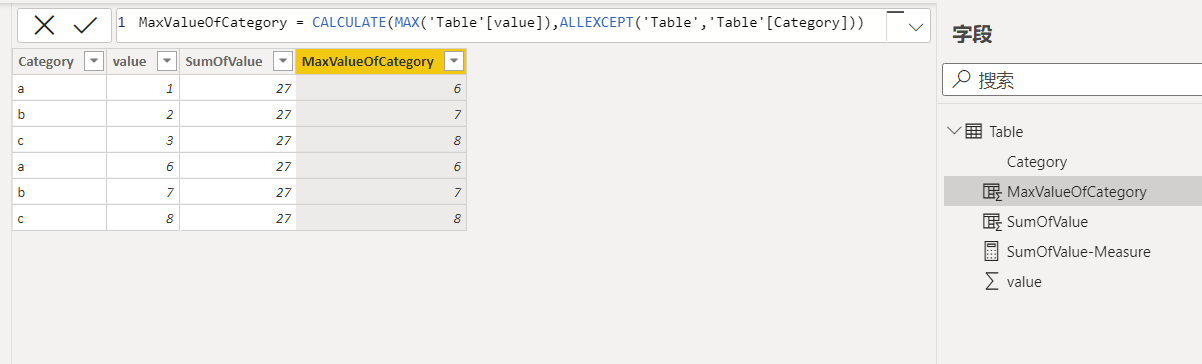 1 MaxValueOfCategory = CALCULATE(MAX('Table'[value]),ALLEXCEPT('Table','Table'[Category]))
Category value SumOfValue MaxValueOfCategory
a 1 27 6
b 2 27 7
c 3 27 8
a 6 27 6
b 7 27 7
c 8 27 8
字段
搜索
Table
Category
MaxValueOfCategory
SumOfValue
SumOfValue-Measure
value